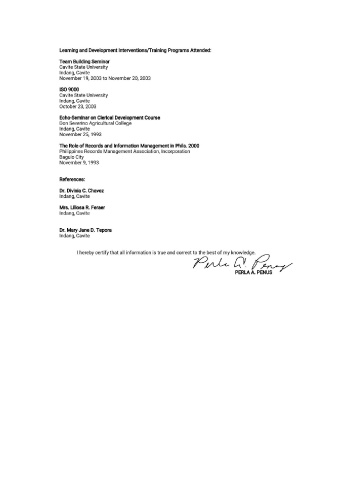 Learning and Development Interventions/Training Programs Attended:
Team Building Seminar
Cavite State University
Indang, Cavite
November 19, 2003 to November 20, 2003
ISO 9000
Cavite State University
Indang, Cavite
October 23, 2003
Echo-Seminar on Clerical Development Course
Don Severino Agricultural College
Indang, Cavite
November 25, 1993
The Role of Records and Information Management in Phils. 2000
Philippines Records Management Association, Incorporation
Baguio City
November 9, 1993
References:
Dr. Divinia C. Chavez
Indang, Cavite
Mrs. Liliosa R. Feraer
Indang, Cavite
Dr. Mary Jane D. Tepora
Indang, Cavite
I hereby certify that all information is true and correct to the best of my knowledge.
Perla A. Penus
PERLA A. PENUS